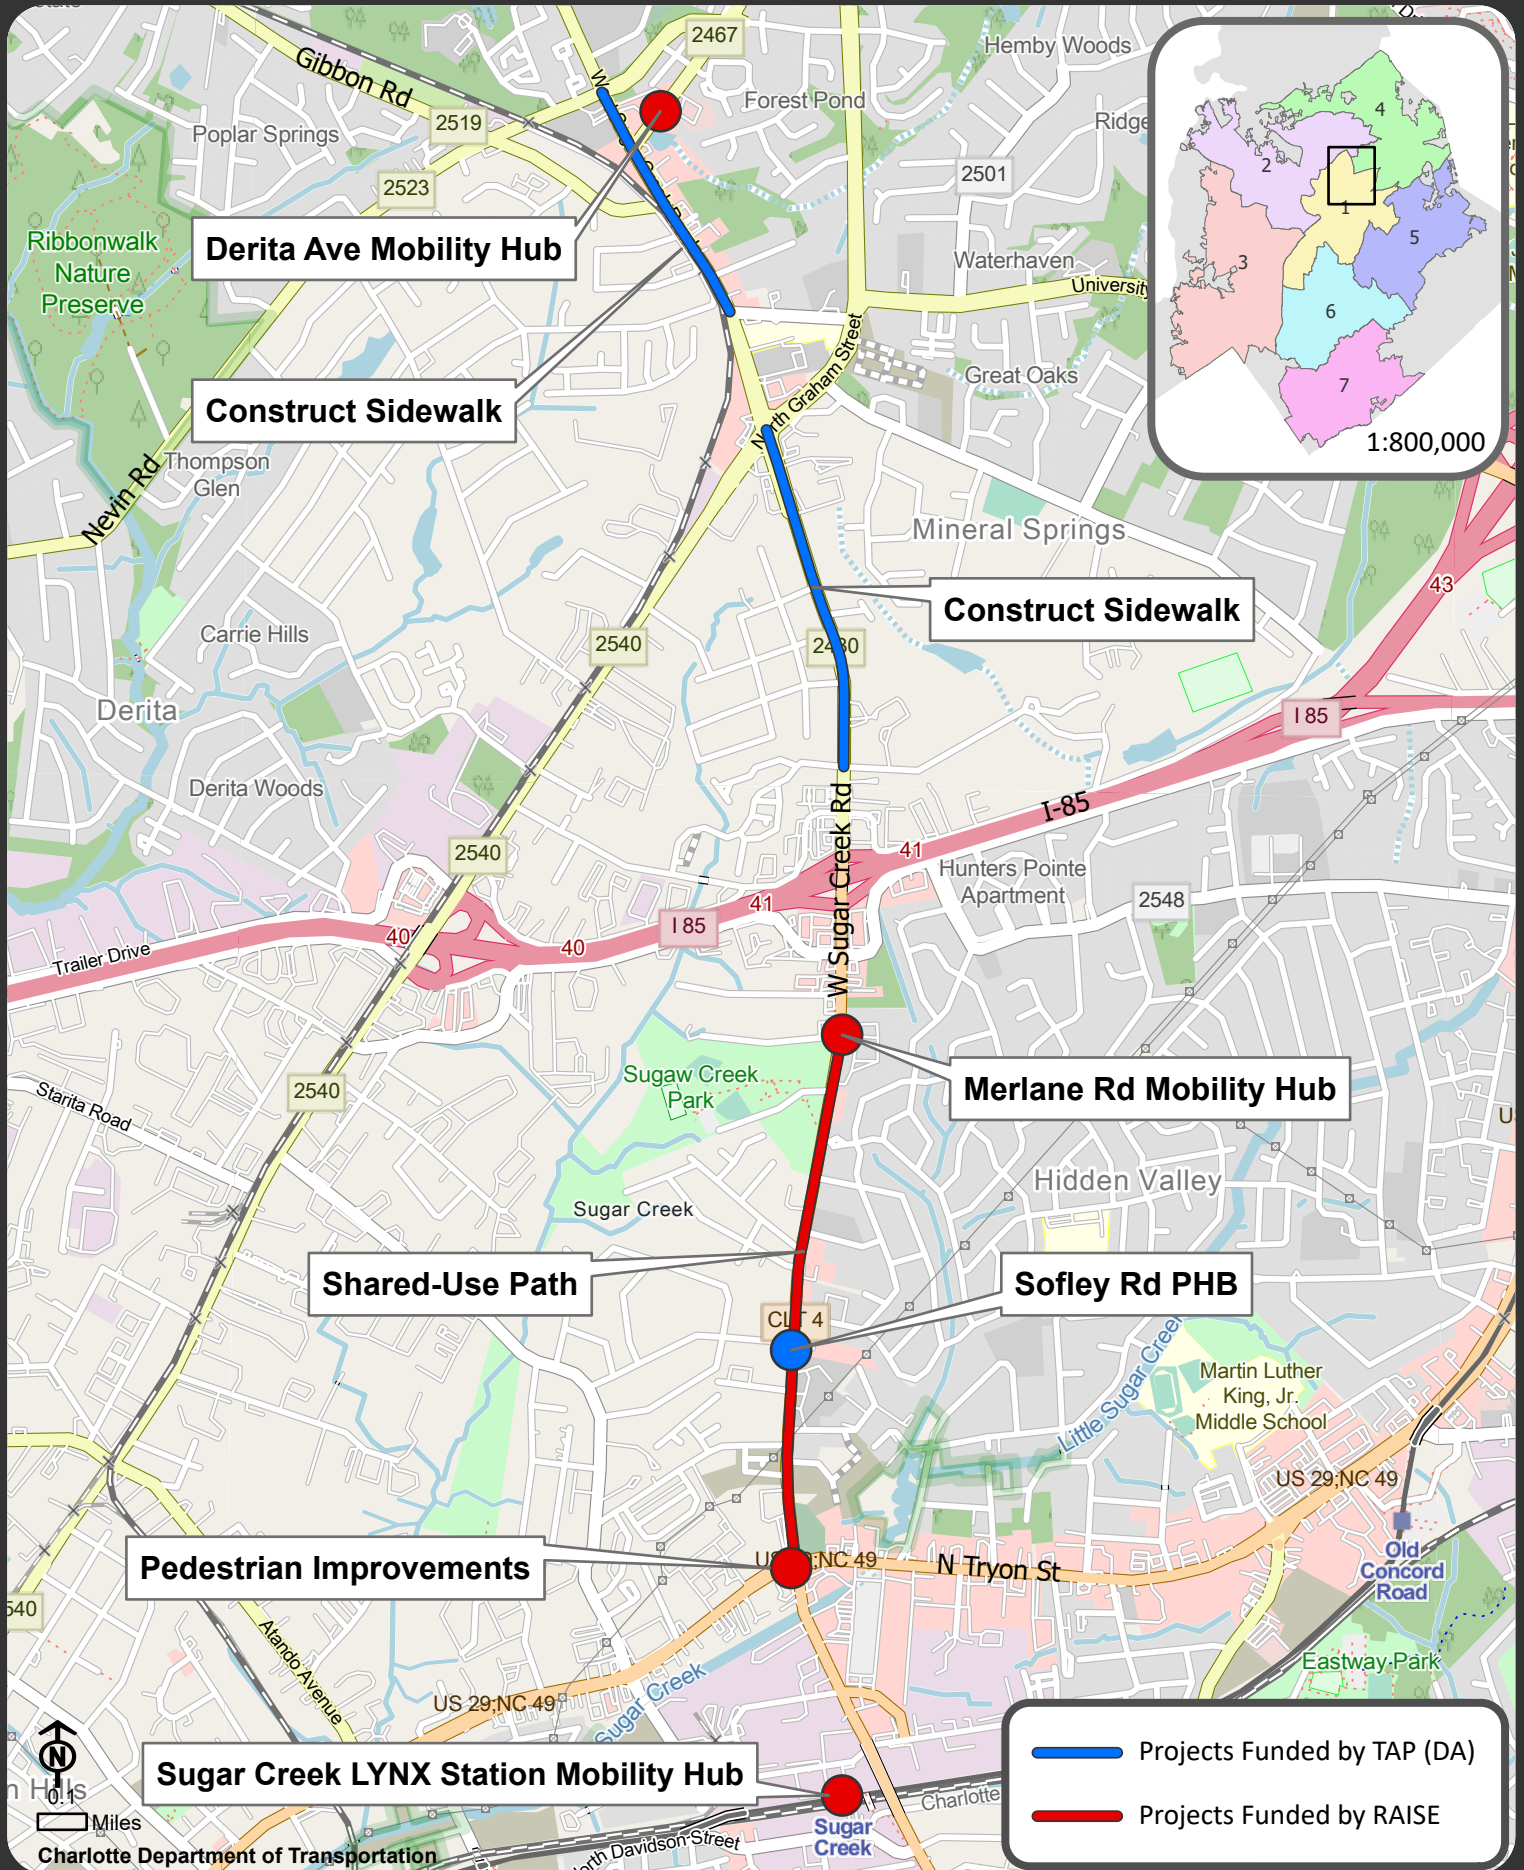 2467
Hemby Woods
Gibbon Rd
Forest Pond
2519
Poplar Springs
Ridge
2523
2501
Ribbonwalk
Nature
Preserve
Derita Ave Mobility Hub
Waterhaven
University
4
2
1
5
3
6
7
1:800,000
North Graham Street
Great Oaks
Construct Sidewalk
Thompson
Glen
Nevin Rd
Mineral Springs
43
Construct Sidewalk
Carrie Hills
2540
Derita
I 85
Derita Woods
I-85
W Sugar Creek Rd
2540
41
Hunters Pointe
Apartment
2548
41
I 85
40
40
Trailer Drive
Sugaw Creek
Park
2540
Starita Road
Merlane Rd Mobility Hub
Hidden Valley
Sugar Creek
Shared-Use Path
Sofley Rd PHB
CLT 4
Little Sugar Creek
Martin Luther
King, Jr.
Middle School
US 29;NC 49
Pedestrian Improvements
NC 49
N Tryon St
Old
Concord
Road
540
Atando Avenue
Eastway Park
US 29;NC 49
Sugar Creek
N
0.1
Miles
Sugar Creek LYNX Station Mobility Hub
Charlotte
Sugar
Creek
North Davidson Street
Charlotte Department of Transportation
Projects Funded by TAP (DA)
Projects Funded by RAISE